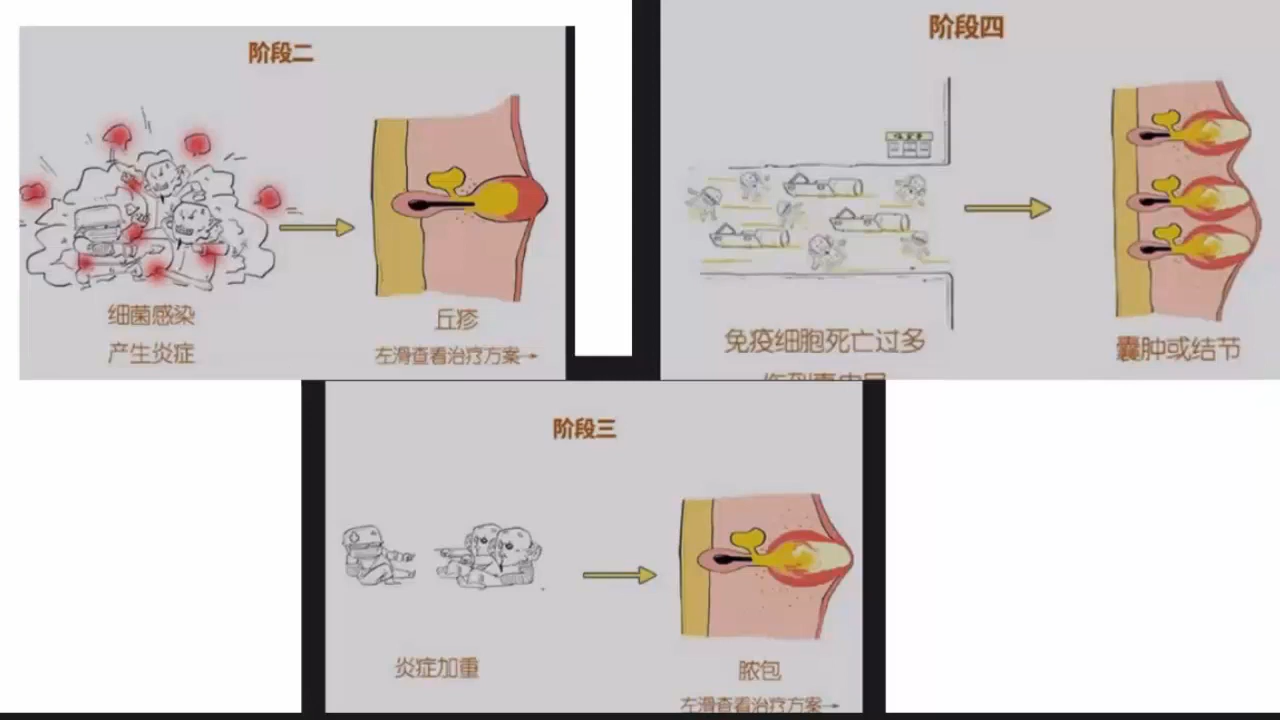 阶段二
细菌感染
产生炎症
丘疹
左滑查看治疗方案→
阶段四
免疫细胞死亡过多
囊肿或结节
阶段三
炎症加重
脓包
左滑查看治疗方案→